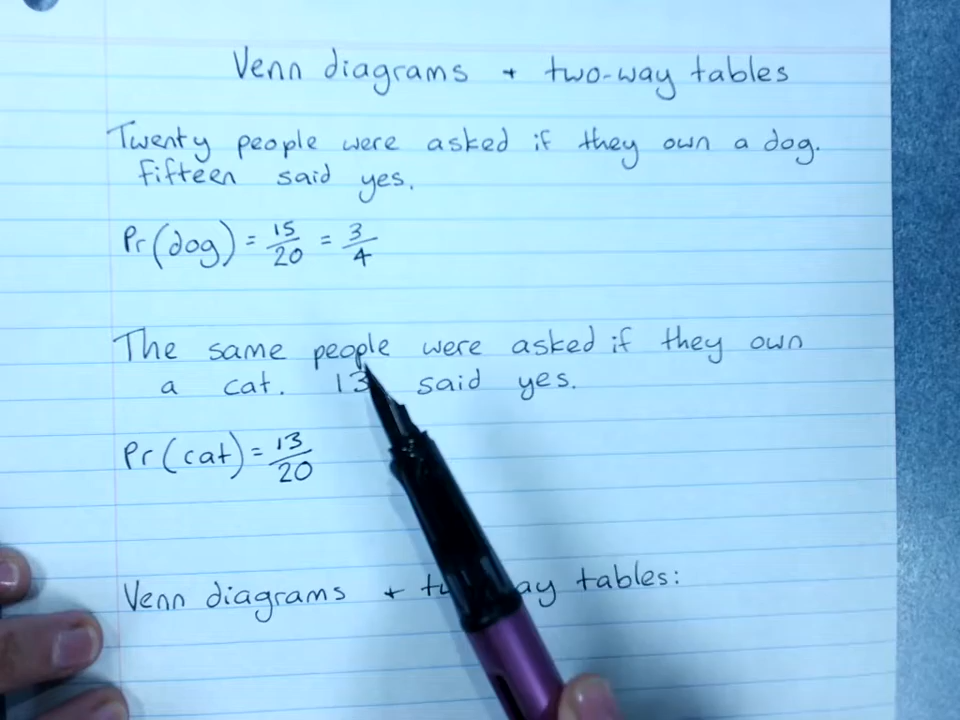 Venn diagrams + two-way tables
Twenty people were asked if they own a dog.
Fifteen said yes.
Pr(dog) = 15/20 = 3/4
The same people were asked if they own
a cat. 13 said yes.
Pr(cat) = 13/20
Venn diagrams + tables: